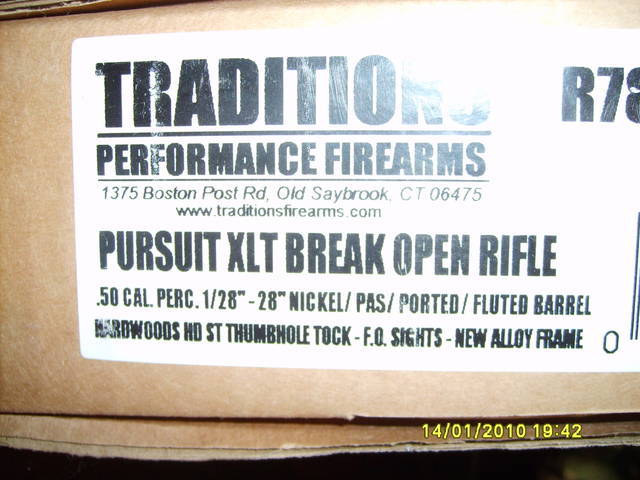 TRADITIONS
R78
PERFORMANCE FIREARMS
1375 Boston Post Rd, Old Saybrook, CT 06475
www.traditionsfirearms.com
PURSUIT XLT BREAK OPEN RIFLE
.50 CAL. PERC. 1/28" - 28" NICKEL/ PAS/ PORTED/ FLUTED BARREL
HARDWOODS HD ST THUMBHOLE TOCK - F.O. SIGHTS - NEW ALLOY FRAME
0
14/01/2010 19:42